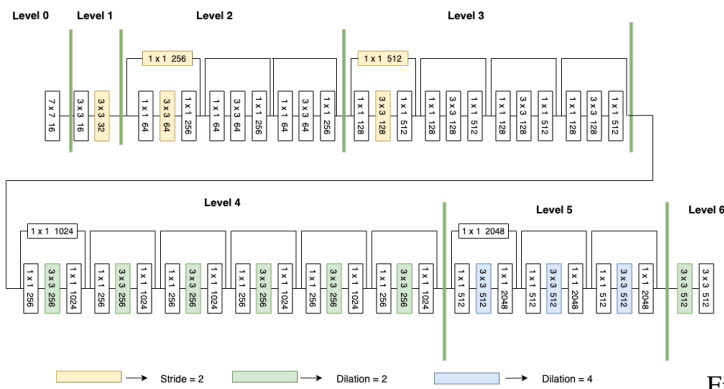 Level 0
Level 1
Level 2
Level 3
1 x 1 256
1 x 1 512
7 x 7 16
3 x 3 16
3 x 3 32
1 x 1 64
3 x 3 64
1 x 1 256
1 x 1 64
3 x 3 64
1 x 1 256
1 x 1 64
3 x 3 64
1 x 1 256
1 x 1 128
3 x 3 128
1 x 1 512
1 x 1 128
3 x 3 128
1 x 1 512
1 x 1 128
3 x 3 128
1 x 1 512
1 x 1 128
3 x 3 128
1 x 1 512
Level 4
Level 5
Level 6
1 x 1 1024
1 x 1 2048
1 x 1 256
3 x 3 256
1 x 1 1024
1 x 1 256
3 x 3 256
1 x 1 1024
1 x 1 256
3 x 3 256
1 x 1 1024
1 x 1 256
3 x 3 256
1 x 1 1024
1 x 1 256
3 x 3 256
1 x 1 1024
1 x 1 256
3 x 3 256
1 x 1 1024
1 x 1 512
3 x 3 512
1 x 1 2048
1 x 1 512
3 x 3 512
1 x 1 2048
1 x 1 512
3 x 3 512
1 x 1 2048
3 x 3 512
3 x 3 512
Stride = 2
Dilation = 2
Dilation = 4